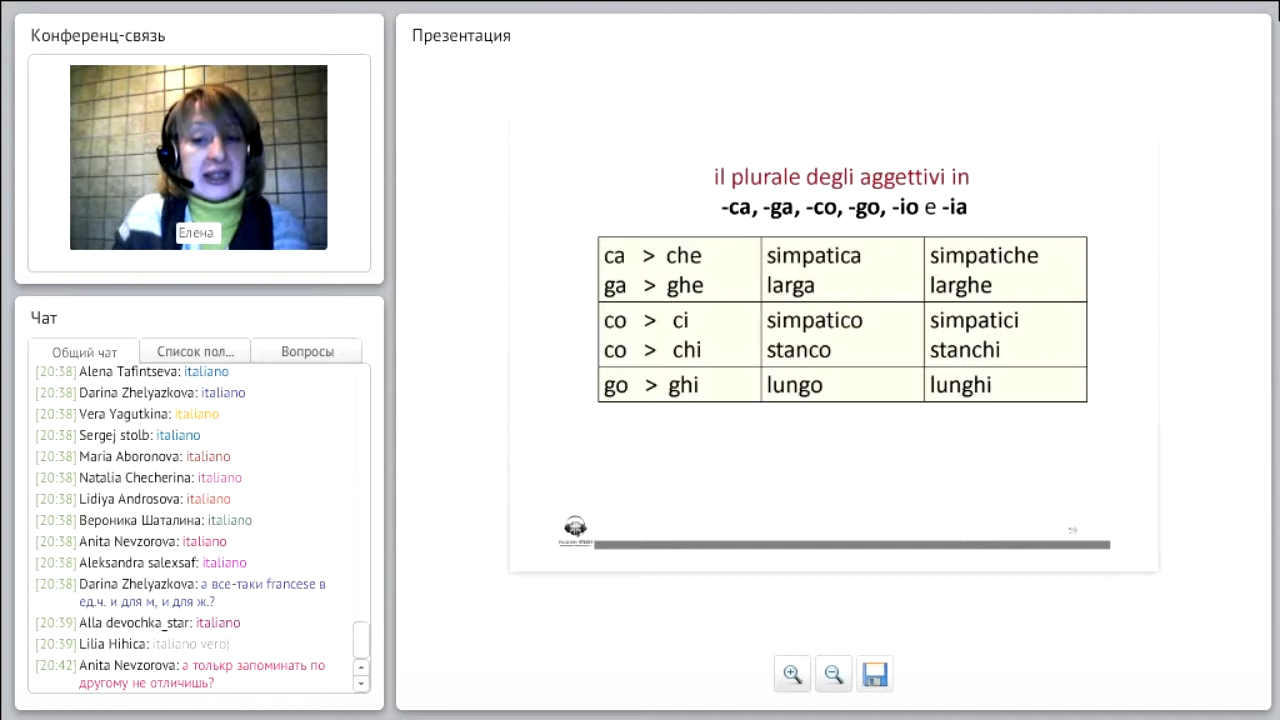 Конференц-связь
Елена
Чат
Общий чат
Список пол...
Вопросы
[20:38] Alena Tafintseva: italiano
[20:38] Darina Zhelyazkova: italiano
[20:38] Vera Yagutkina: italiano
[20:38] Sergej stolb: italiano
[20:38] Maria Aboronova: italiano
[20:38] Natalia Checherina: italiano
[20:38] Lidiya Androsova: italiano
[20:38] Вероника Шаталина: italiano
[20:38] Anita Nevzorova: italiano
[20:38] Aleksandra salexsaf: italiano
[20:38] Darina Zhelyazkova: а все-таки francese в
ед.ч. и для м, и для ж.?
[20:39] Alla devochka_star: italiano
[20:39] Lilia Hihica: italiano vero)
[20:42] Anita Nevzorova: а толькр запоминать по
другому не отличишь?
Презентация
il plurale degli aggettivi in
-ca, -ga, -co, -go, -io e -ia
ca > che simpatica simpatiche
ga > ghe larga larghe
co > ci simpatico simpatici
co > chi stanco stanchi
go > ghi lungo lunghi
59